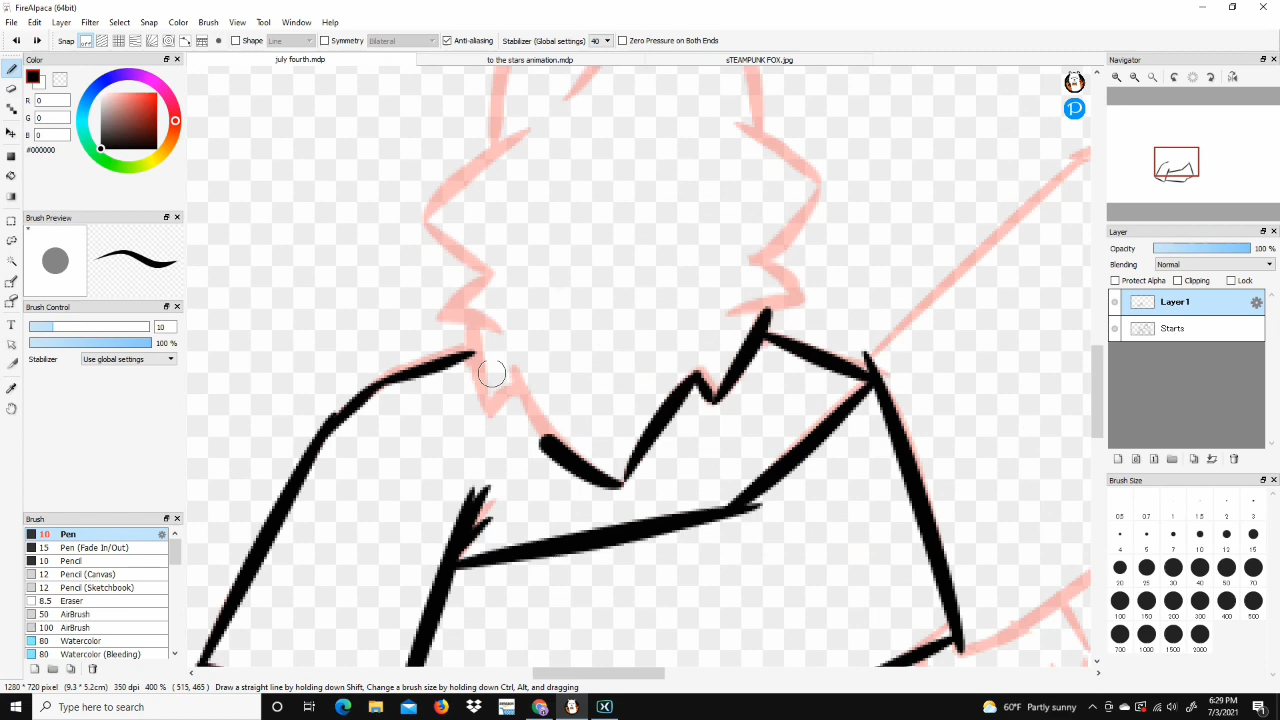 FireAlpaca (64bit)
File Edit Layer Filter Select Snap Color Brush View Tool Window Help
Snap OFF Shape Line Symmetry Bilateral Anti-aliasing Stabilizer (Global settings) 40 Zero Pressure on Both Ends
Color
july fourth.mdp
to the stars animation.mdp
sTEAMPUNK FOX.jpg
Navigator
R 0
G 0
B 0
#000000
Brush Preview
*
Brush Control
10
100 %
Stabilizer Use global settings
Brush
10 Pen
15 Pen (Fade In/Out)
10 Pencil
12 Pencil (Canvas)
12 Pencil (Sketchbook)
8.5 Eraser
50 AirBrush
100 AirBrush
80 Watercolor
80 Watercolor (Bleeding)
Layer
Opacity 100 %
Blending Normal
Protect Alpha Clipping Lock
Layer1
Starts
Brush Size
0.5 0.7 1 1.5 2 3
4 5 7 10 12 15
20 25 30 40 50 70
100 150 200 300 400 500
700 1000 1500 2000
1280 * 720 pixel (9.3 * 5.2cm) 350 dpi 400 % ( 515, 465) Draw a straight line by holding down Shift, Change a brush size by holding down Ctrl, Alt, and dragging
Type here to search
60°F Partly sunny
6:29 PM
7/3/2021